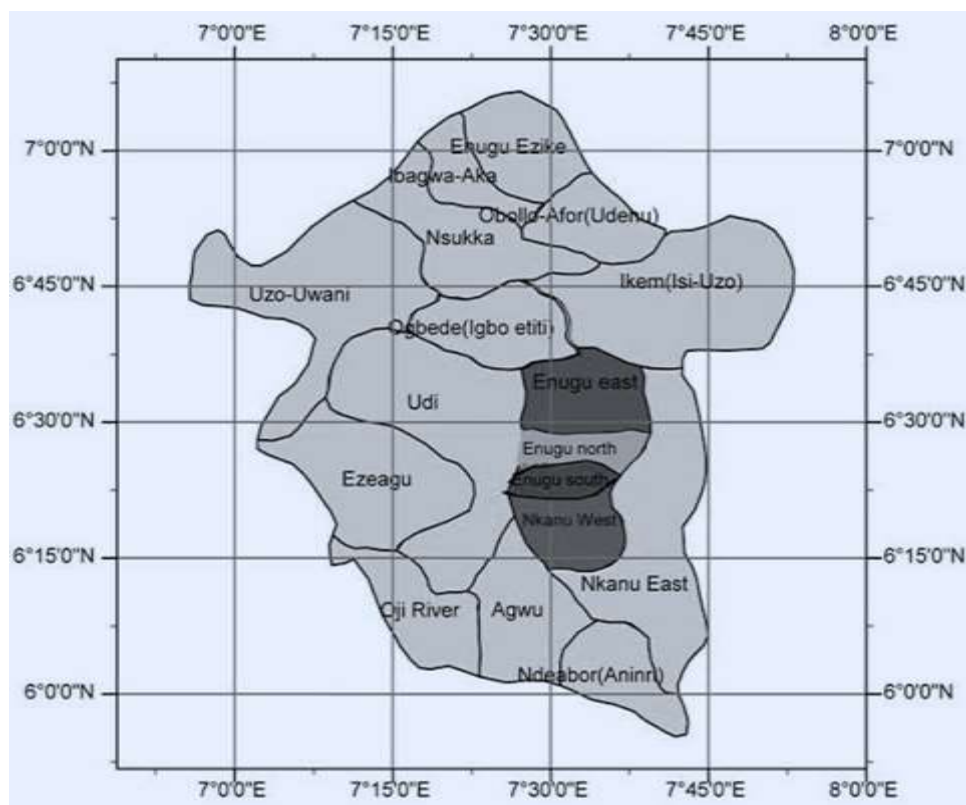 7°0'0"E 7°15'0"E 7°30'0"E 7°45'0"E 8°0'0"E
7°0'0"N Enugu Ezike 7°0'0"N
Ibagwa-Aka
Obollo-Afor(Udenu)
Nsukka
6°45'0"N Uzo-Uwani Ikem(Isi-Uzo) 6°45'0"N
Ogbede(Igbo etiti)
Enugu east
Udi
6°30'0"N 6°30'0"N
Enugu north
Ezeagu Enugu south
Nkanu West
6°15'0"N 6°15'0"N
Nkanu East
Oji River Agwu
Ndeabor(Aninri)
6°0'0"N 6°0'0"N
7°0'0"E 7°15'0"E 7°30'0"E 7°45'0"E 8°0'0"E